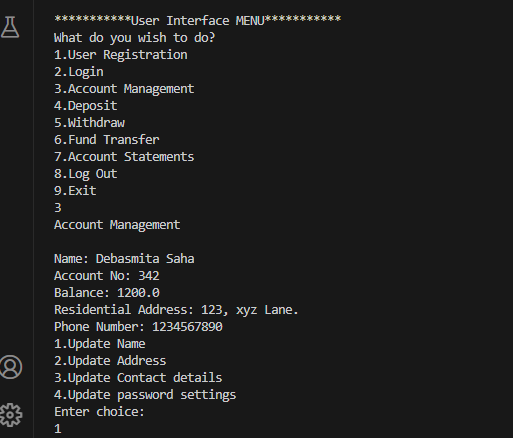 ***********User Interface MENU***********
What do you wish to do?
1.User Registration
2.Login
3.Account Management
4.Deposit
5.Withdraw
6.Fund Transfer
7.Account Statements
8.Log Out
9.Exit
3
Account Management
Name: Debasmita Saha
Account No: 342
Balance: 1200.0
Residential Address: 123, xyz Lane.
Phone Number: 1234567890
1.Update Name
2.Update Address
3.Update Contact details
4.Update password settings
Enter choice:
1